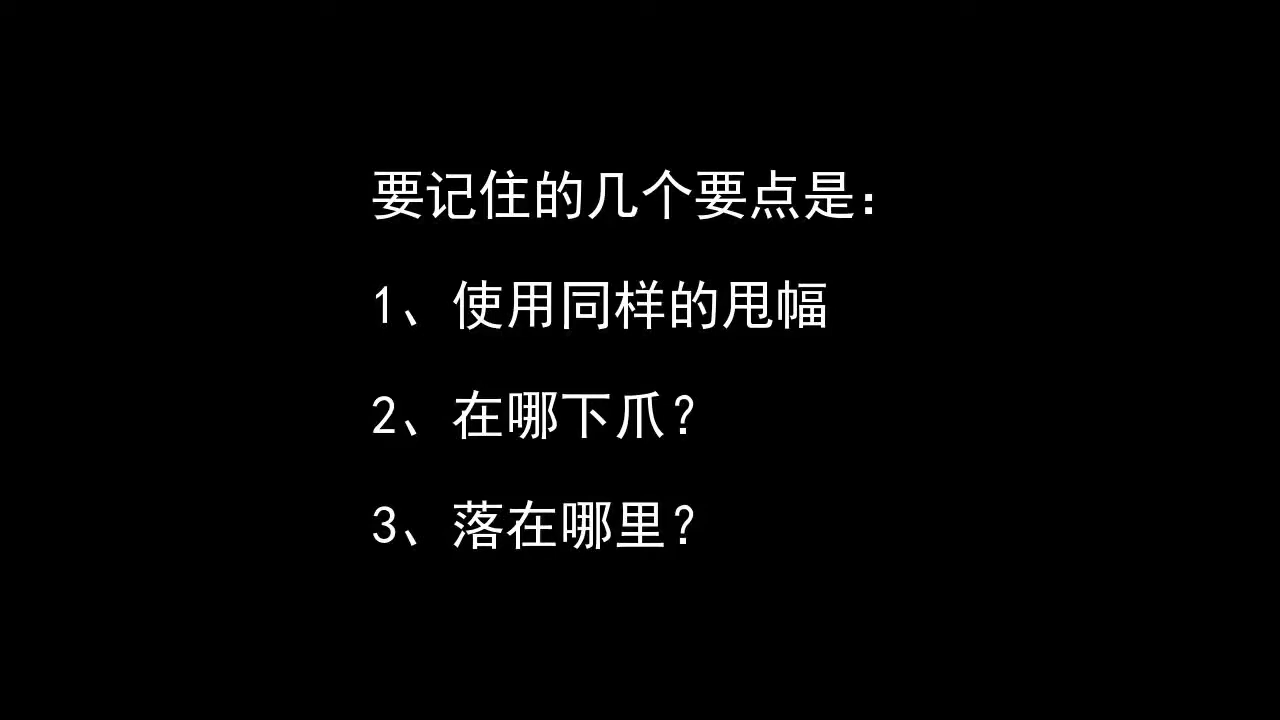 要记住的几个要点是：
1、使用同样的甩幅
2、在哪下爪？
3、落在哪里？